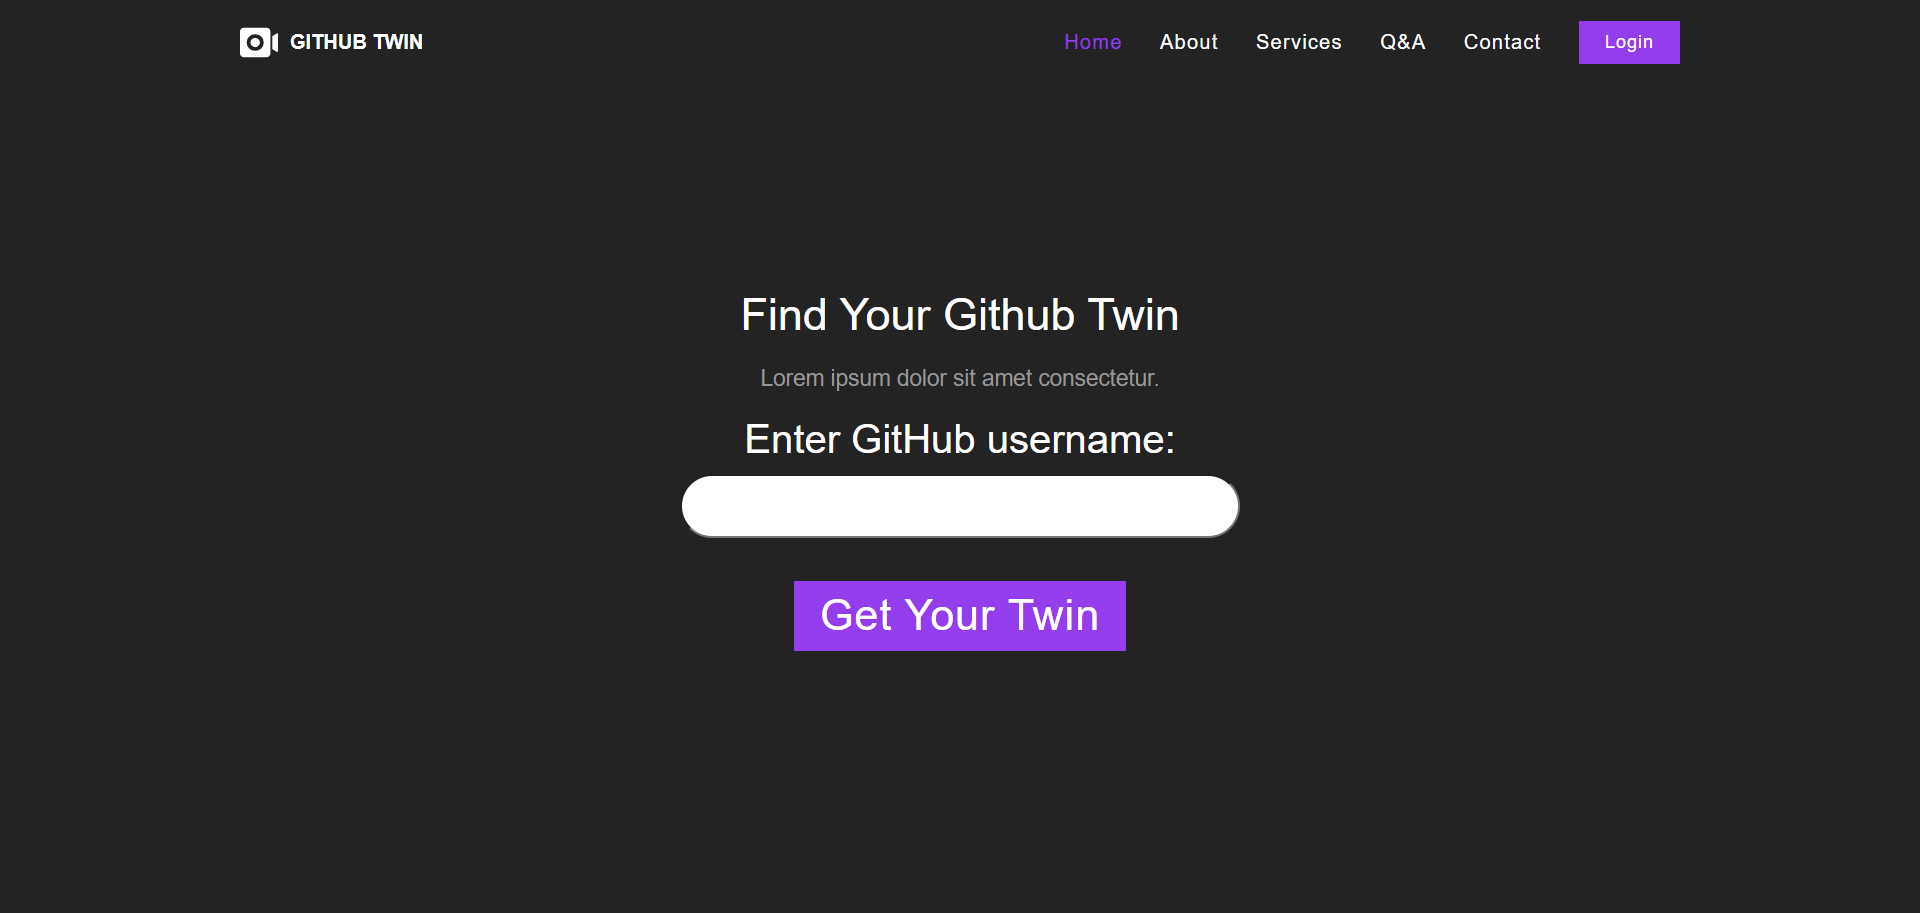 GITHUB TWIN
Home About Services Q&A Contact Login
Find Your Github Twin
Lorem ipsum dolor sit amet consectetur.
Enter GitHub username:
Get Your Twin